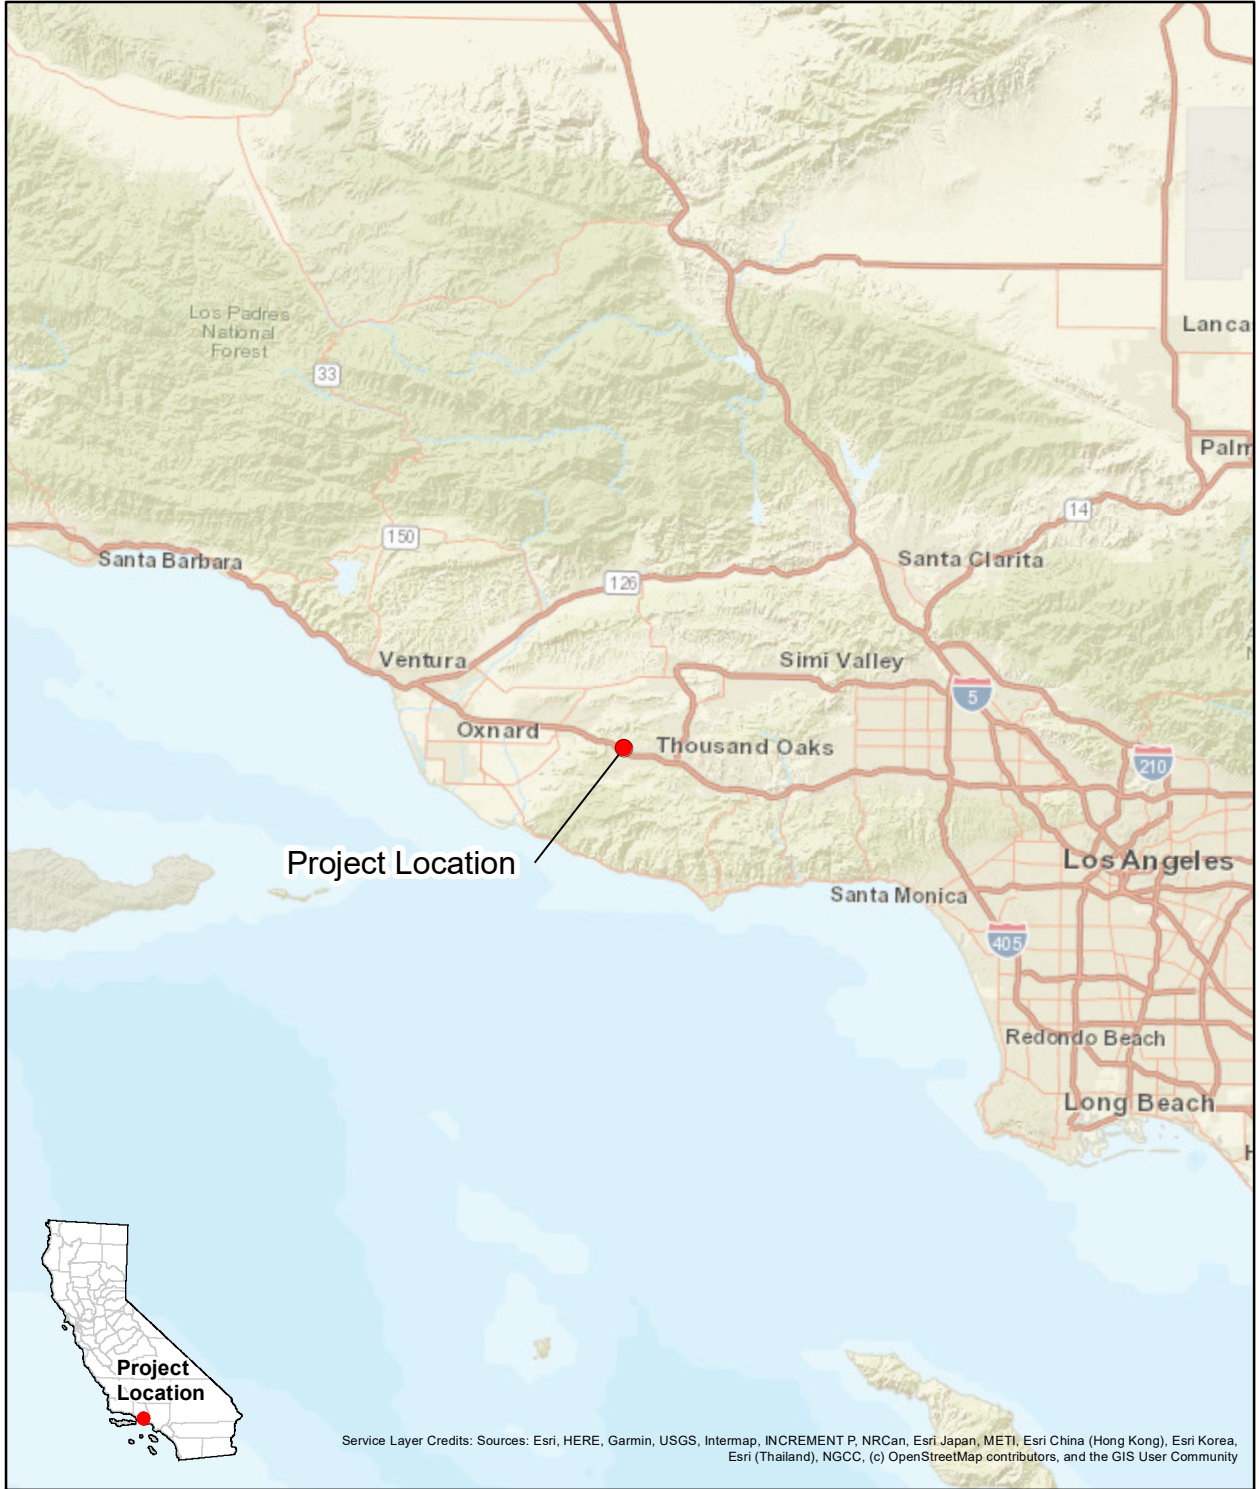 Los Padres
National
Forest
33
Lanca
Palm
14
150
Santa Barbara
Santa Clarita
126
Ventura
Simi Valley
5
Oxnard
Thousand Oaks
210
Project Location
Los Angeles
Santa Monica
405
Redondo Beach
Long Beach
H
Project
Location
Service Layer Credits: Sources: Esri, HERE, Garmin, USGS, Intermap, INCREMENT P, NRCan, Esri Japan, METI, Esri China (Hong Kong), Esri Korea,
Esri (Thailand), NGCC, (c) OpenStreetMap contributors, and the GIS User Community